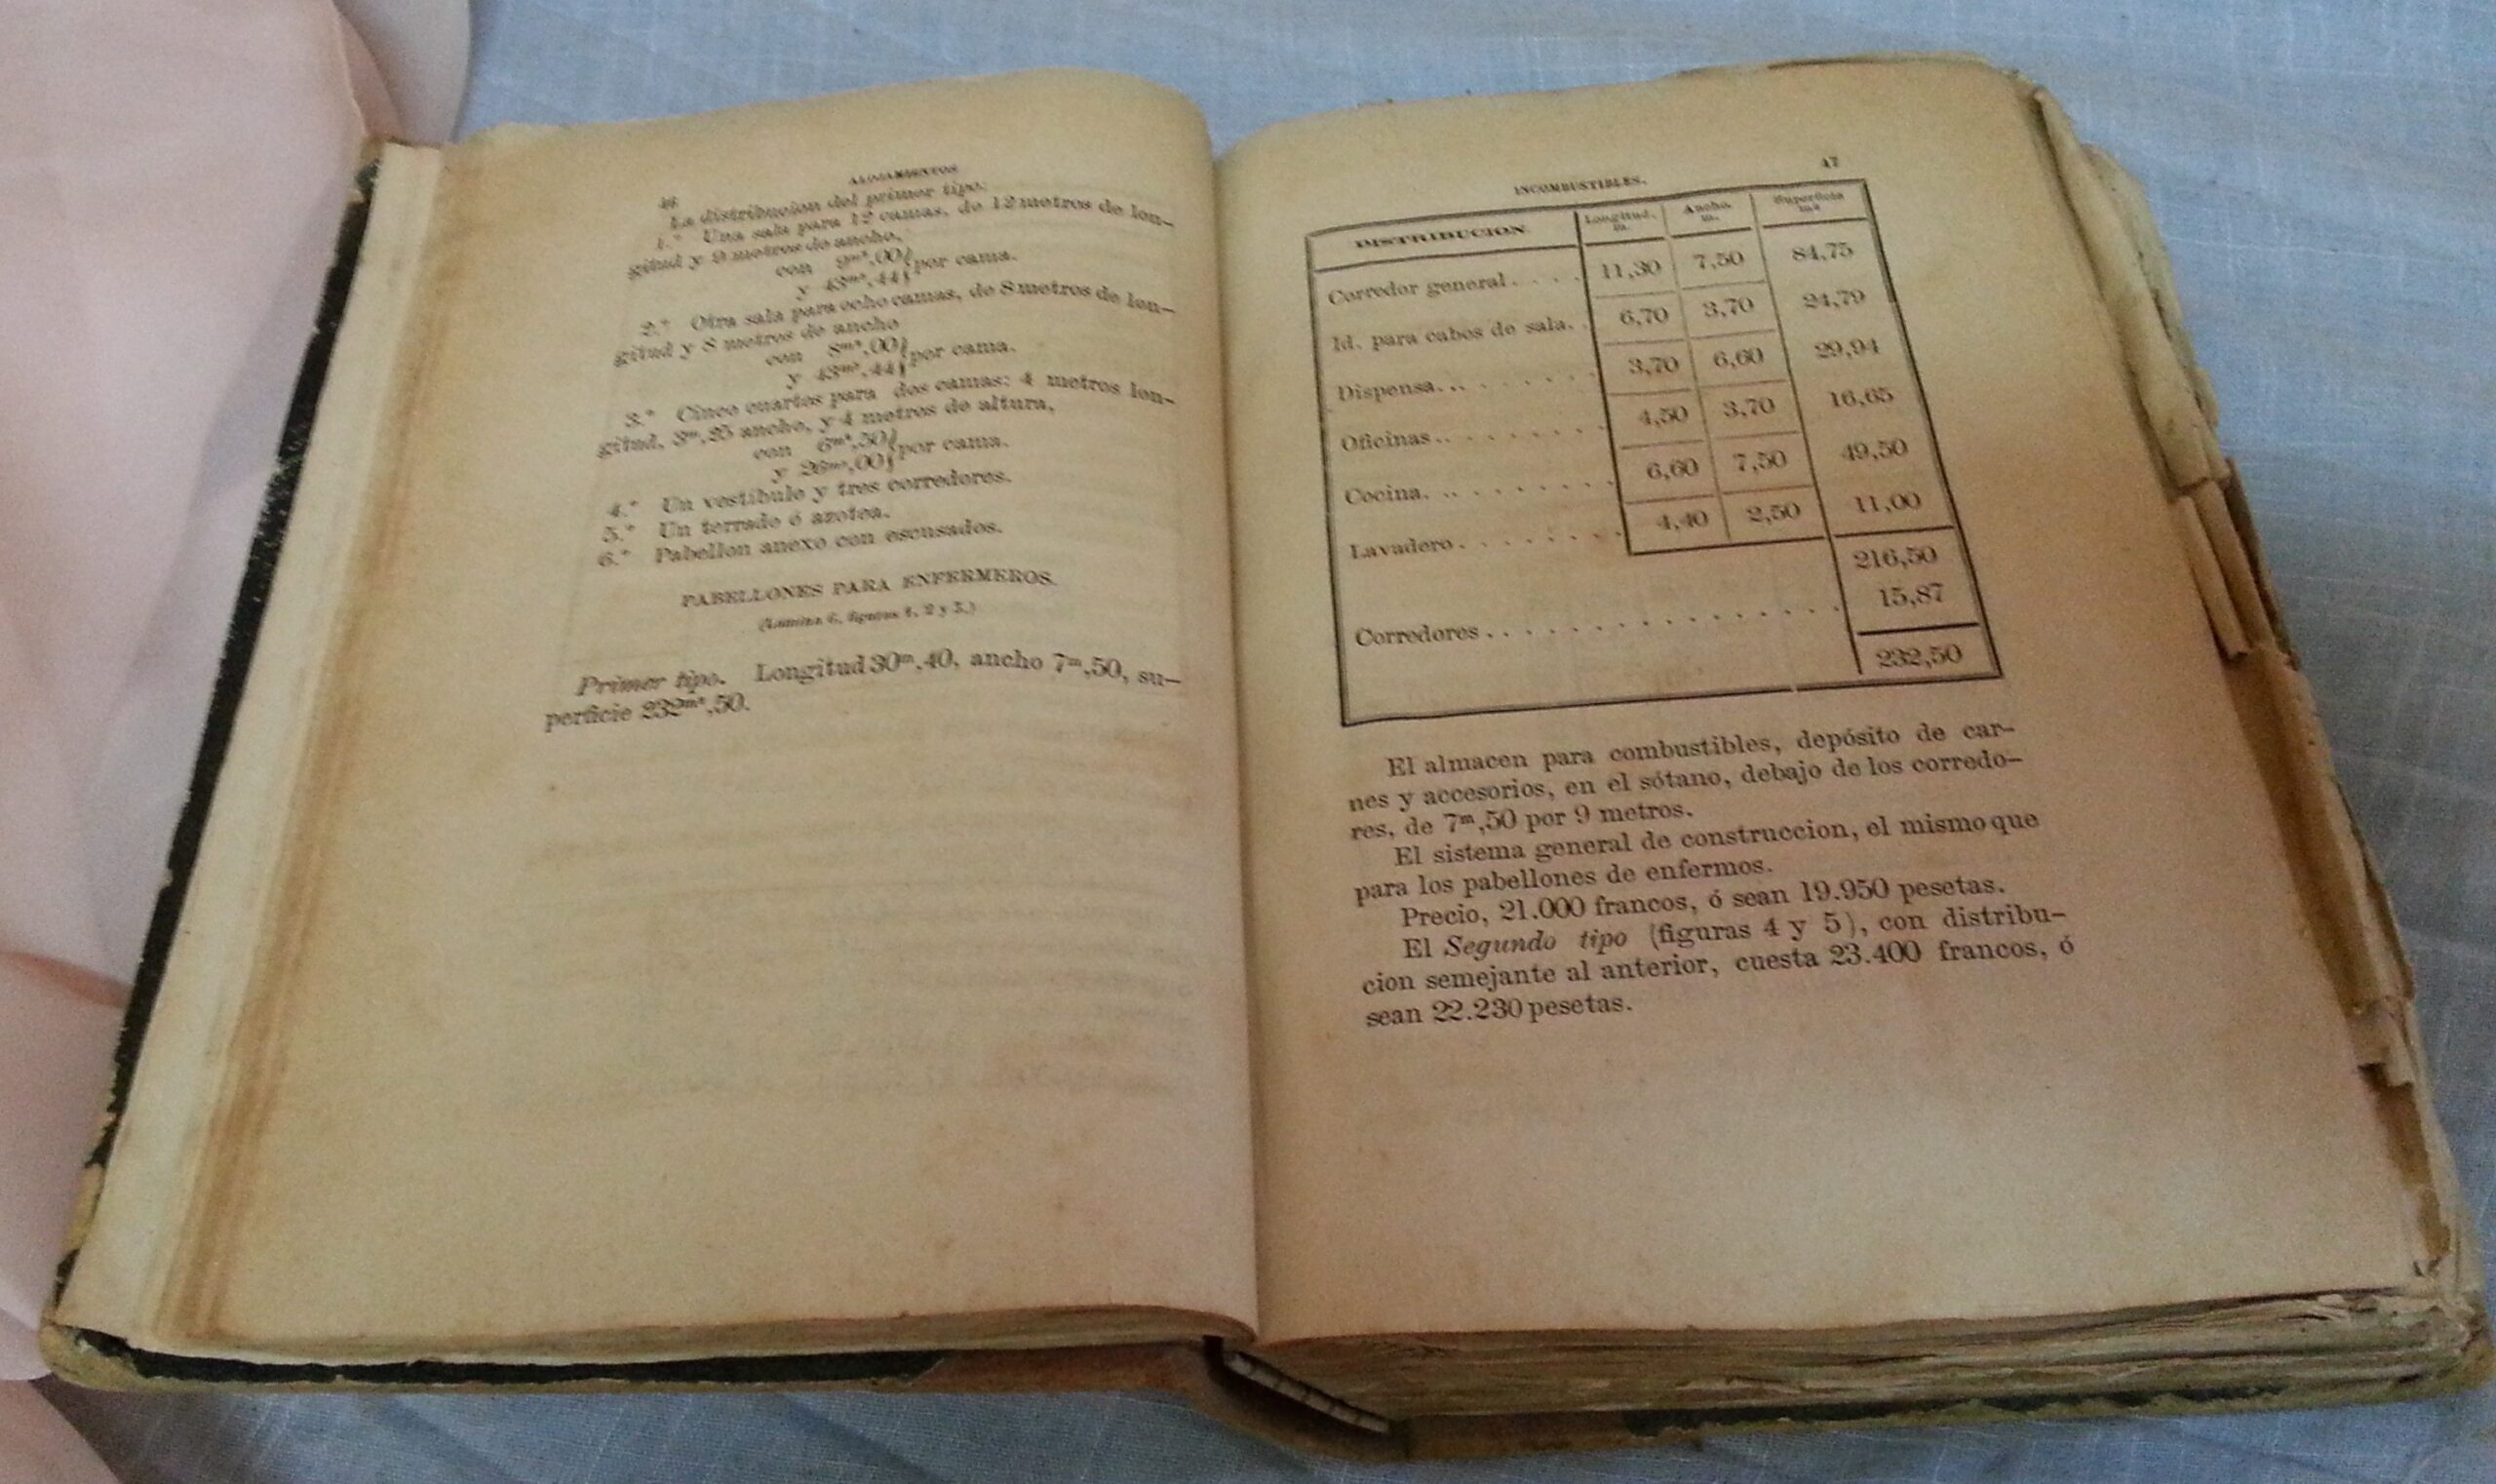 46
ALOJAMIENTOS
La distribucion del primer tipo:
1.° Una sala para 12 camas, de 12 metros de lon-
gitud y 9 metros de ancho,
con 9m²,00 } por cama.
y 43m³,44
2.° Otra sala para ocho camas, de 8 metros de lon-
gitud y 8 metros de ancho
con 8m²,00 } por cama.
y 43m³,44
3.° Cinco cuartos para dos camas: 4 metros lon-
gitud, 3m,25 ancho, y 4 metros de altura,
con 6m²,50 } por cama.
y 26m³,00
4.° Un vestíbulo y tres corredores.
5.° Un terrado ó azotea.
6.° Pabellon anexo con escusados.
PABELLONES PARA ENFERMEROS.
(Lámina 6, figuras 1, 2 y 3.)
Primer tipo. Longitud 30m,40, ancho 7m,50, su-
perficie 232m²,50.
INCOMBUSTIBLES. 47
DISTRIBUCION. Longitud. m. Ancho. m. Superficie m²
Corredor general.... 11,30 7,50 84,75
Id. para cabos de sala. 6,70 3,70 24,79
Dispensa......... 3,70 6,60 29,94
Oficinas......... 4,50 3,70 16,65
Cocina.......... 6,60 7,50 49,50
Lavadero........ 4,40 2,50 11,00
216,50
Corredores............... 15,87
232,50
El almacen para combustibles, depósito de car-
nes y accesorios, en el sótano, debajo de los corredo-
res, de 7m,50 por 9 metros.
El sistema general de construccion, el mismo que
para los pabellones de enfermos.
Precio, 21.000 francos, ó sean 19.950 pesetas.
El Segundo tipo (figuras 4 y 5), con distribu-
cion semejante al anterior, cuesta 23.400 francos, ó
sean 22.230 pesetas.